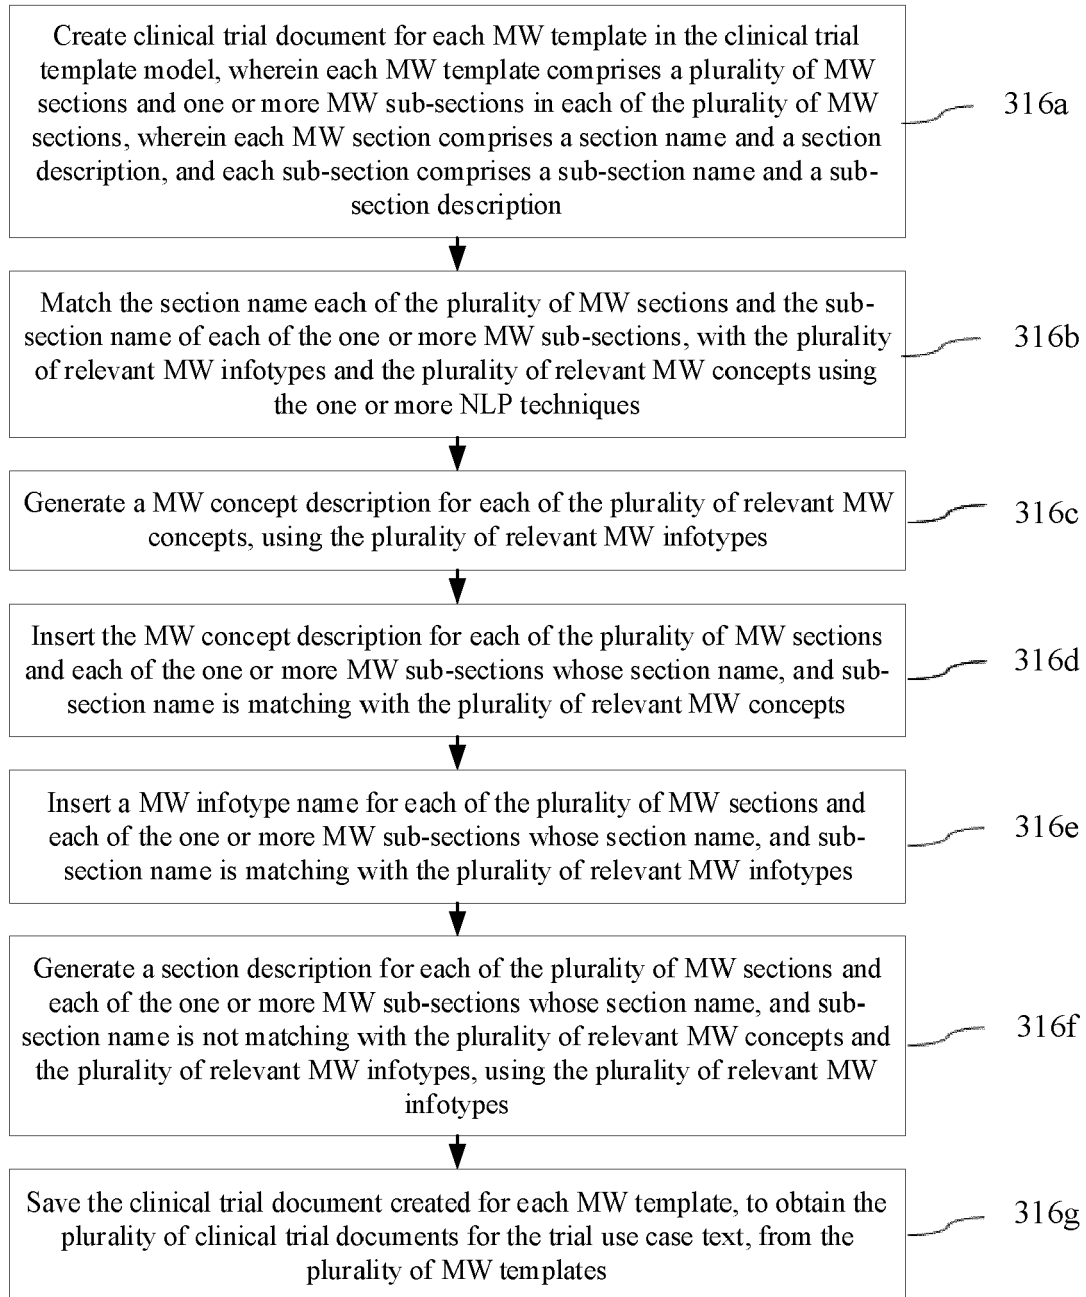 Create clinical trial document for each MW template in the clinical trial
template model, wherein each MW template comprises a plurality of MW
sections and one or more MW sub-sections in each of the plurality of MW
sections, wherein each MW section comprises a section name and a section
description, and each sub-section comprises a sub-section name and a sub-
section description
316a
Match the section name each of the plurality of MW sections and the sub-
section name of each of the one or more MW sub-sections, with the plurality
of relevant MW infotypes and the plurality of relevant MW concepts using
the one or more NLP techniques
316b
Generate a MW concept description for each of the plurality of relevant MW
concepts, using the plurality of relevant MW infotypes
316c
Insert the MW concept description for each of the plurality of MW sections
and each of the one or more MW sub-sections whose section name, and sub-
section name is matching with the plurality of relevant MW concepts
316d
Insert a MW infotype name for each of the plurality of MW sections and
each of the one or more MW sub-sections whose section name, and sub-
section name is matching with the plurality of relevant MW infotypes
316e
Generate a section description for each of the plurality of MW sections and
each of the one or more MW sub-sections whose section name, and sub-
section name is not matching with the plurality of relevant MW concepts and
the plurality of relevant MW infotypes, using the plurality of relevant MW
infotypes
316f
Save the clinical trial document created for each MW template, to obtain the
plurality of clinical trial documents for the trial use case text, from the
plurality of MW templates
316g